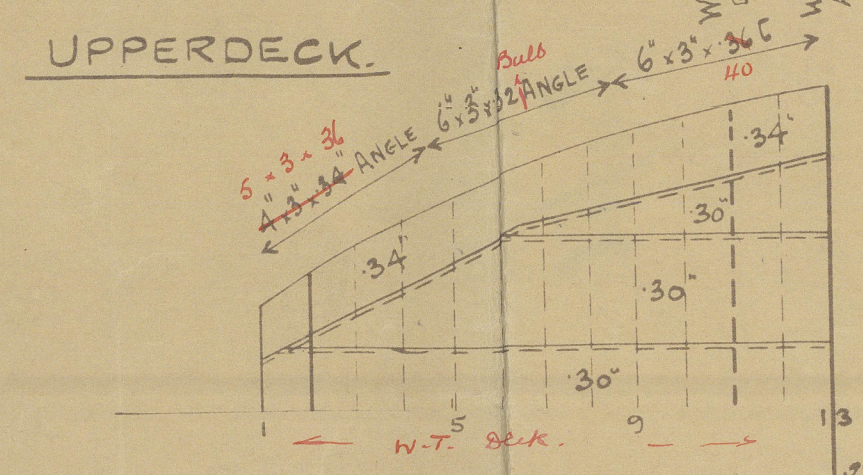 UPPERDECK.
5 × 3 × 36
4" × 3" × .34" ANGLE
Bulb
6" × 3" × .32 ANGLE
6" × 3" × .36 [
40
.34"
.34"
.30"
.30"
.30"
1 5 9 13
W.T. Deck.